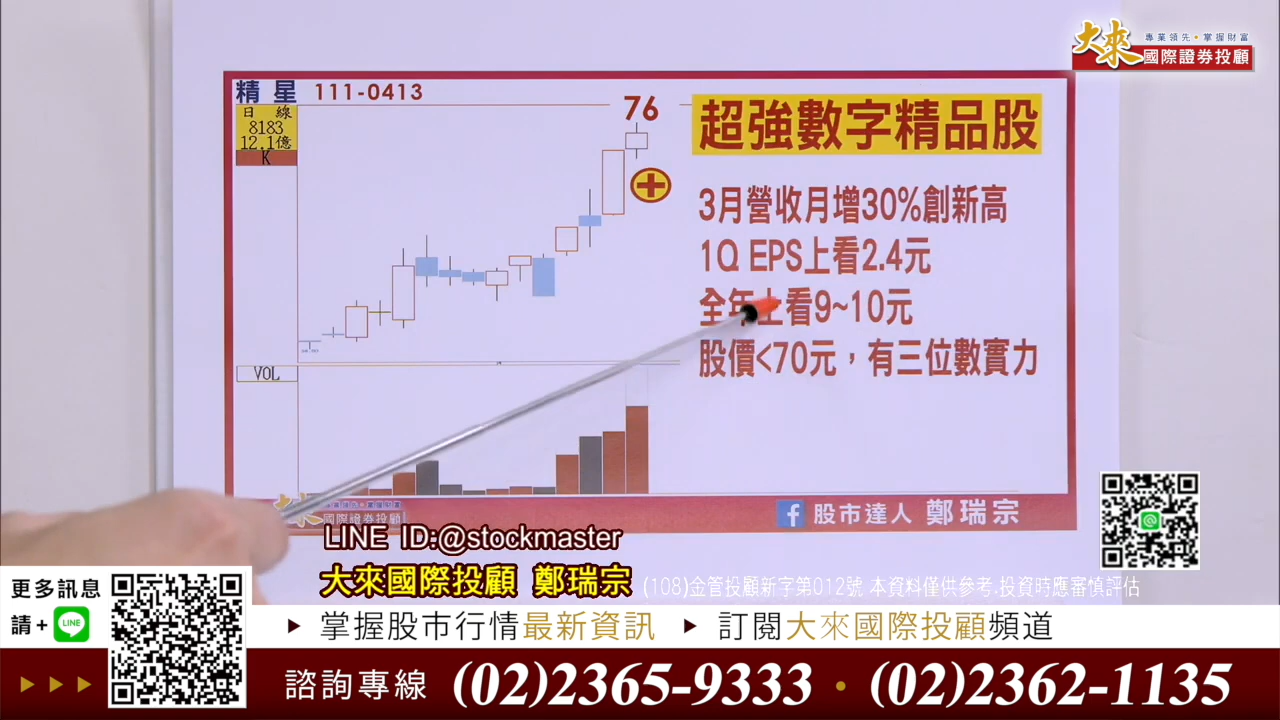 大來
專業領先•掌握財富
國際證券投顧
精星 111-0413
日 線
8183
12.1億
K
76
超強數字精品股
3月營收月增30%創新高
1Q EPS上看2.4元
全年上看9~10元
股價<70元，有三位數實力
VOL
大來
國際證券投顧
股市達人 鄭瑞宗
LINE ID:@stockmaster
大來國際投顧 鄭瑞宗
(108)金管投顧新字第012號 本資料僅供參考.投資時應審慎評估
更多訊息
請+ LINE
掌握股市行情最新資訊
訂閱大來國際投顧頻道
諮詢專線 (02)2365-9333 • (02)2362-1135